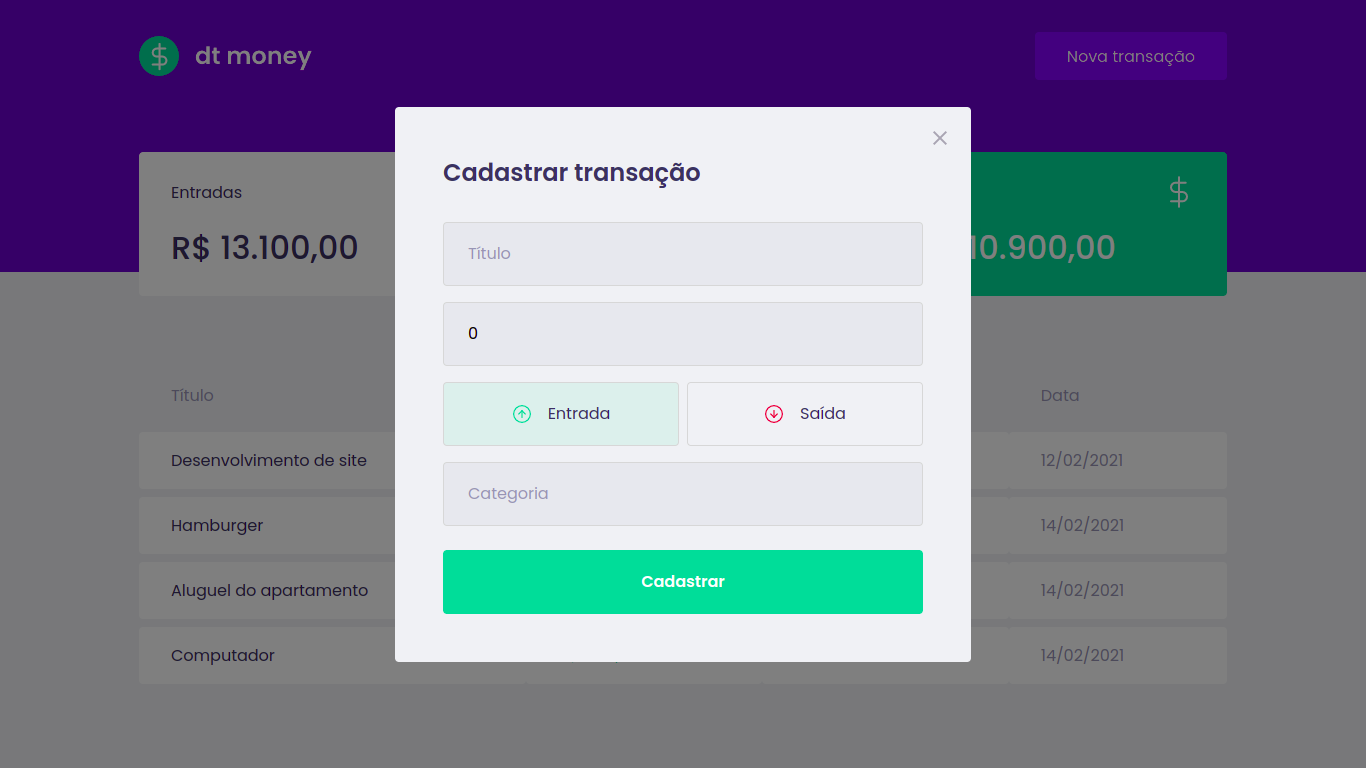 dt money
Nova transação
Cadastrar transação
Entradas
R$ 13.100,00
10.900,00
Título
0
Entrada
Saída
Categoria
Cadastrar
Título
Data
Desenvolvimento de site
12/02/2021
Hamburger
14/02/2021
Aluguel do apartamento
14/02/2021
Computador
14/02/2021